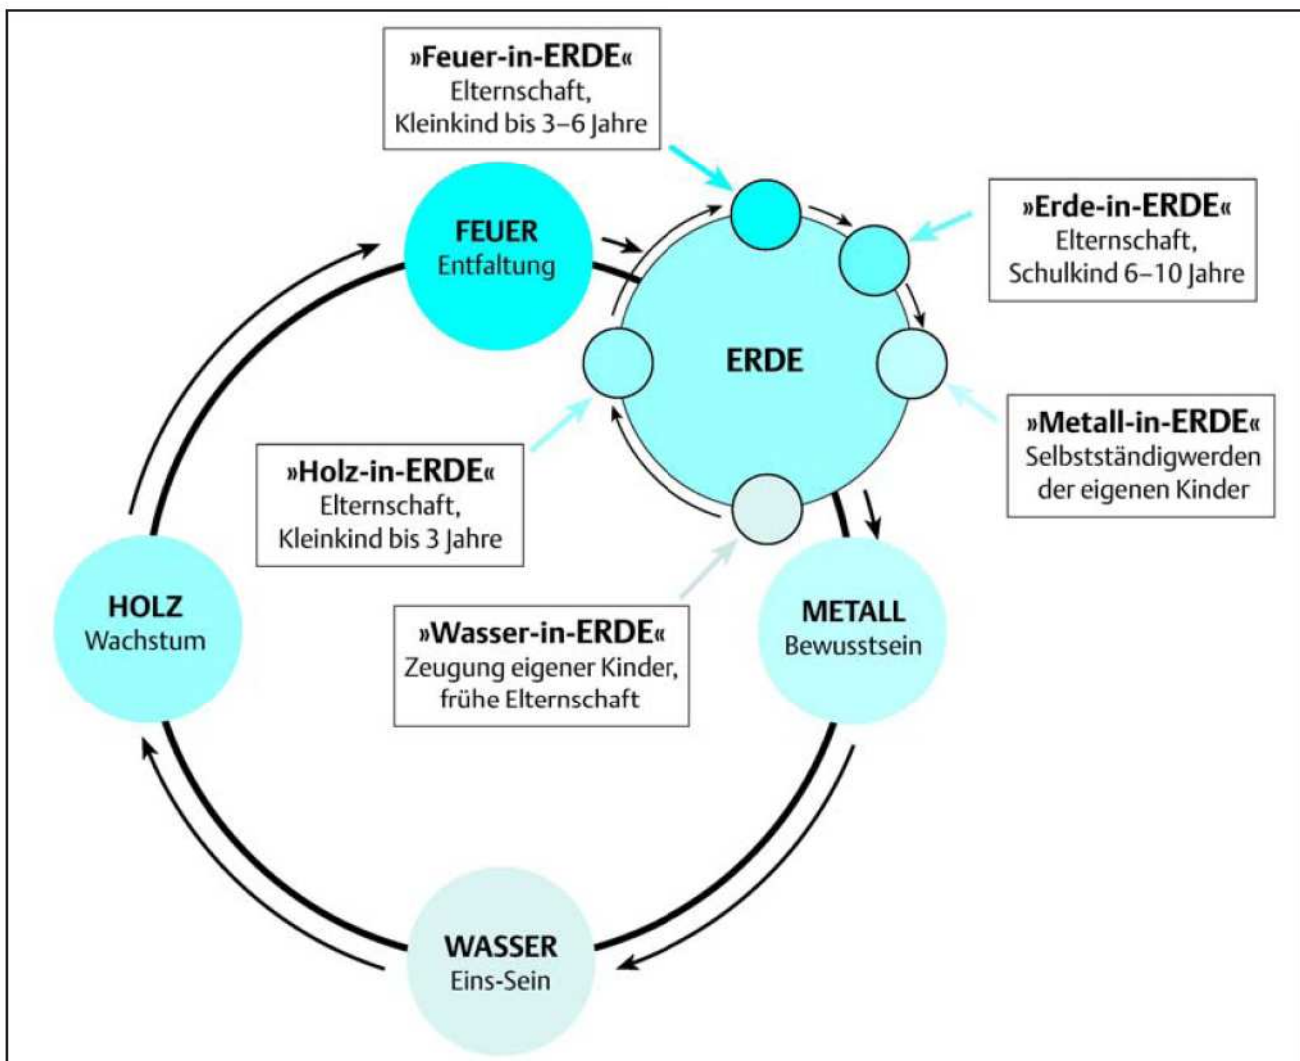 »Feuer-in-ERDE«
Elternschaft,
Kleinkind bis 3–6 Jahre
FEUER
Entfaltung
»Erde-in-ERDE«
Elternschaft,
Schulkind 6–10 Jahre
ERDE
»Metall-in-ERDE«
Selbstständigwerden
der eigenen Kinder
»Holz-in-ERDE«
Elternschaft,
Kleinkind bis 3 Jahre
HOLZ
Wachstum
»Wasser-in-ERDE«
Zeugung eigener Kinder,
frühe Elternschaft
METALL
Bewusstsein
WASSER
Eins-Sein